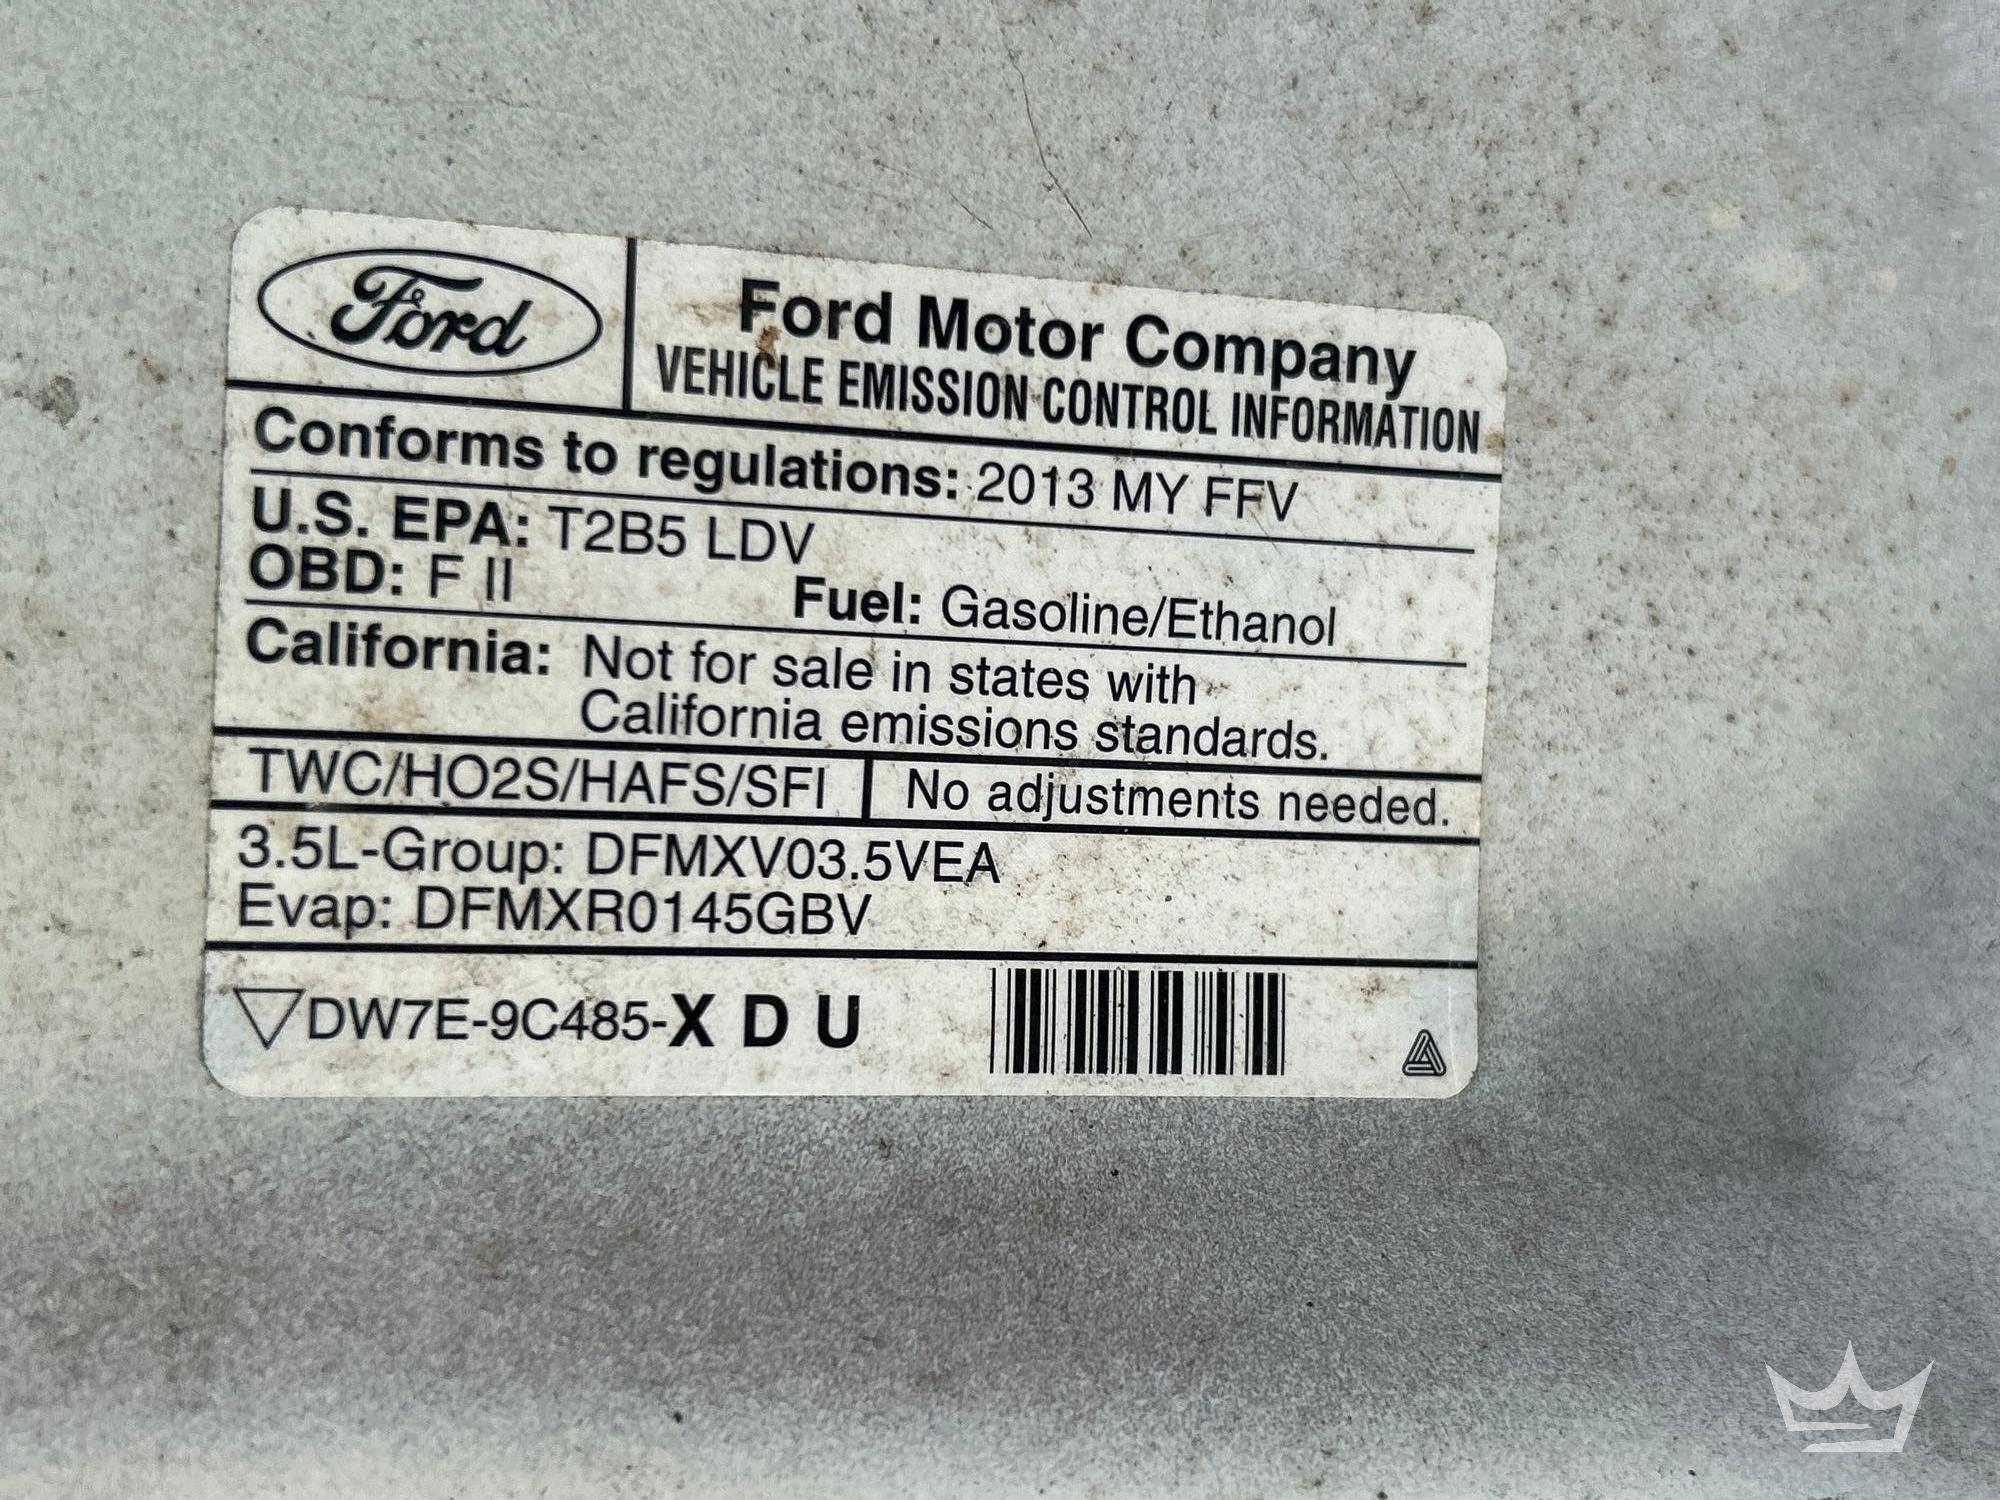 Ford
Ford Motor Company
VEHICLE EMISSION CONTROL INFORMATION
Conforms to regulations: 2013 MY FFV
U.S. EPA: T2B5 LDV
OBD: F II Fuel: Gasoline/Ethanol
California: Not for sale in states with
California emissions standards.
TWC/HO2S/HAFS/SFI No adjustments needed.
3.5L-Group: DFMXV03.5VEA
Evap: DFMXR0145GBV
DW7E-9C485-X D U